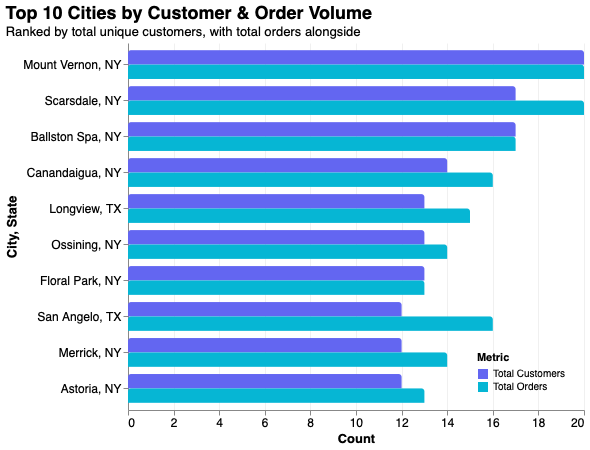 Top 10 Cities by Customer & Order Volume
Ranked by total unique customers, with total orders alongside
City, State
Mount Vernon, NY
Scarsdale, NY
Ballston Spa, NY
Canandaigua, NY
Longview, TX
Ossining, NY
Floral Park, NY
San Angelo, TX
Merrick, NY
Astoria, NY
Metric
Total Customers
Total Orders
0 2 4 6 8 10 12 14 16 18 20
Count